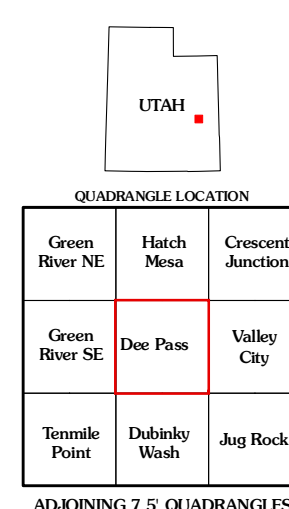 UTAH
QUADRANGLE LOCATION
Green
River NE
Hatch
Mesa
Crescent
Junction
Green
River SE
Dee Pass
Valley
City
Tenmile
Point
Dubinky
Wash
Jug Rock
ADJOINING 7.5' QUADRANGLES